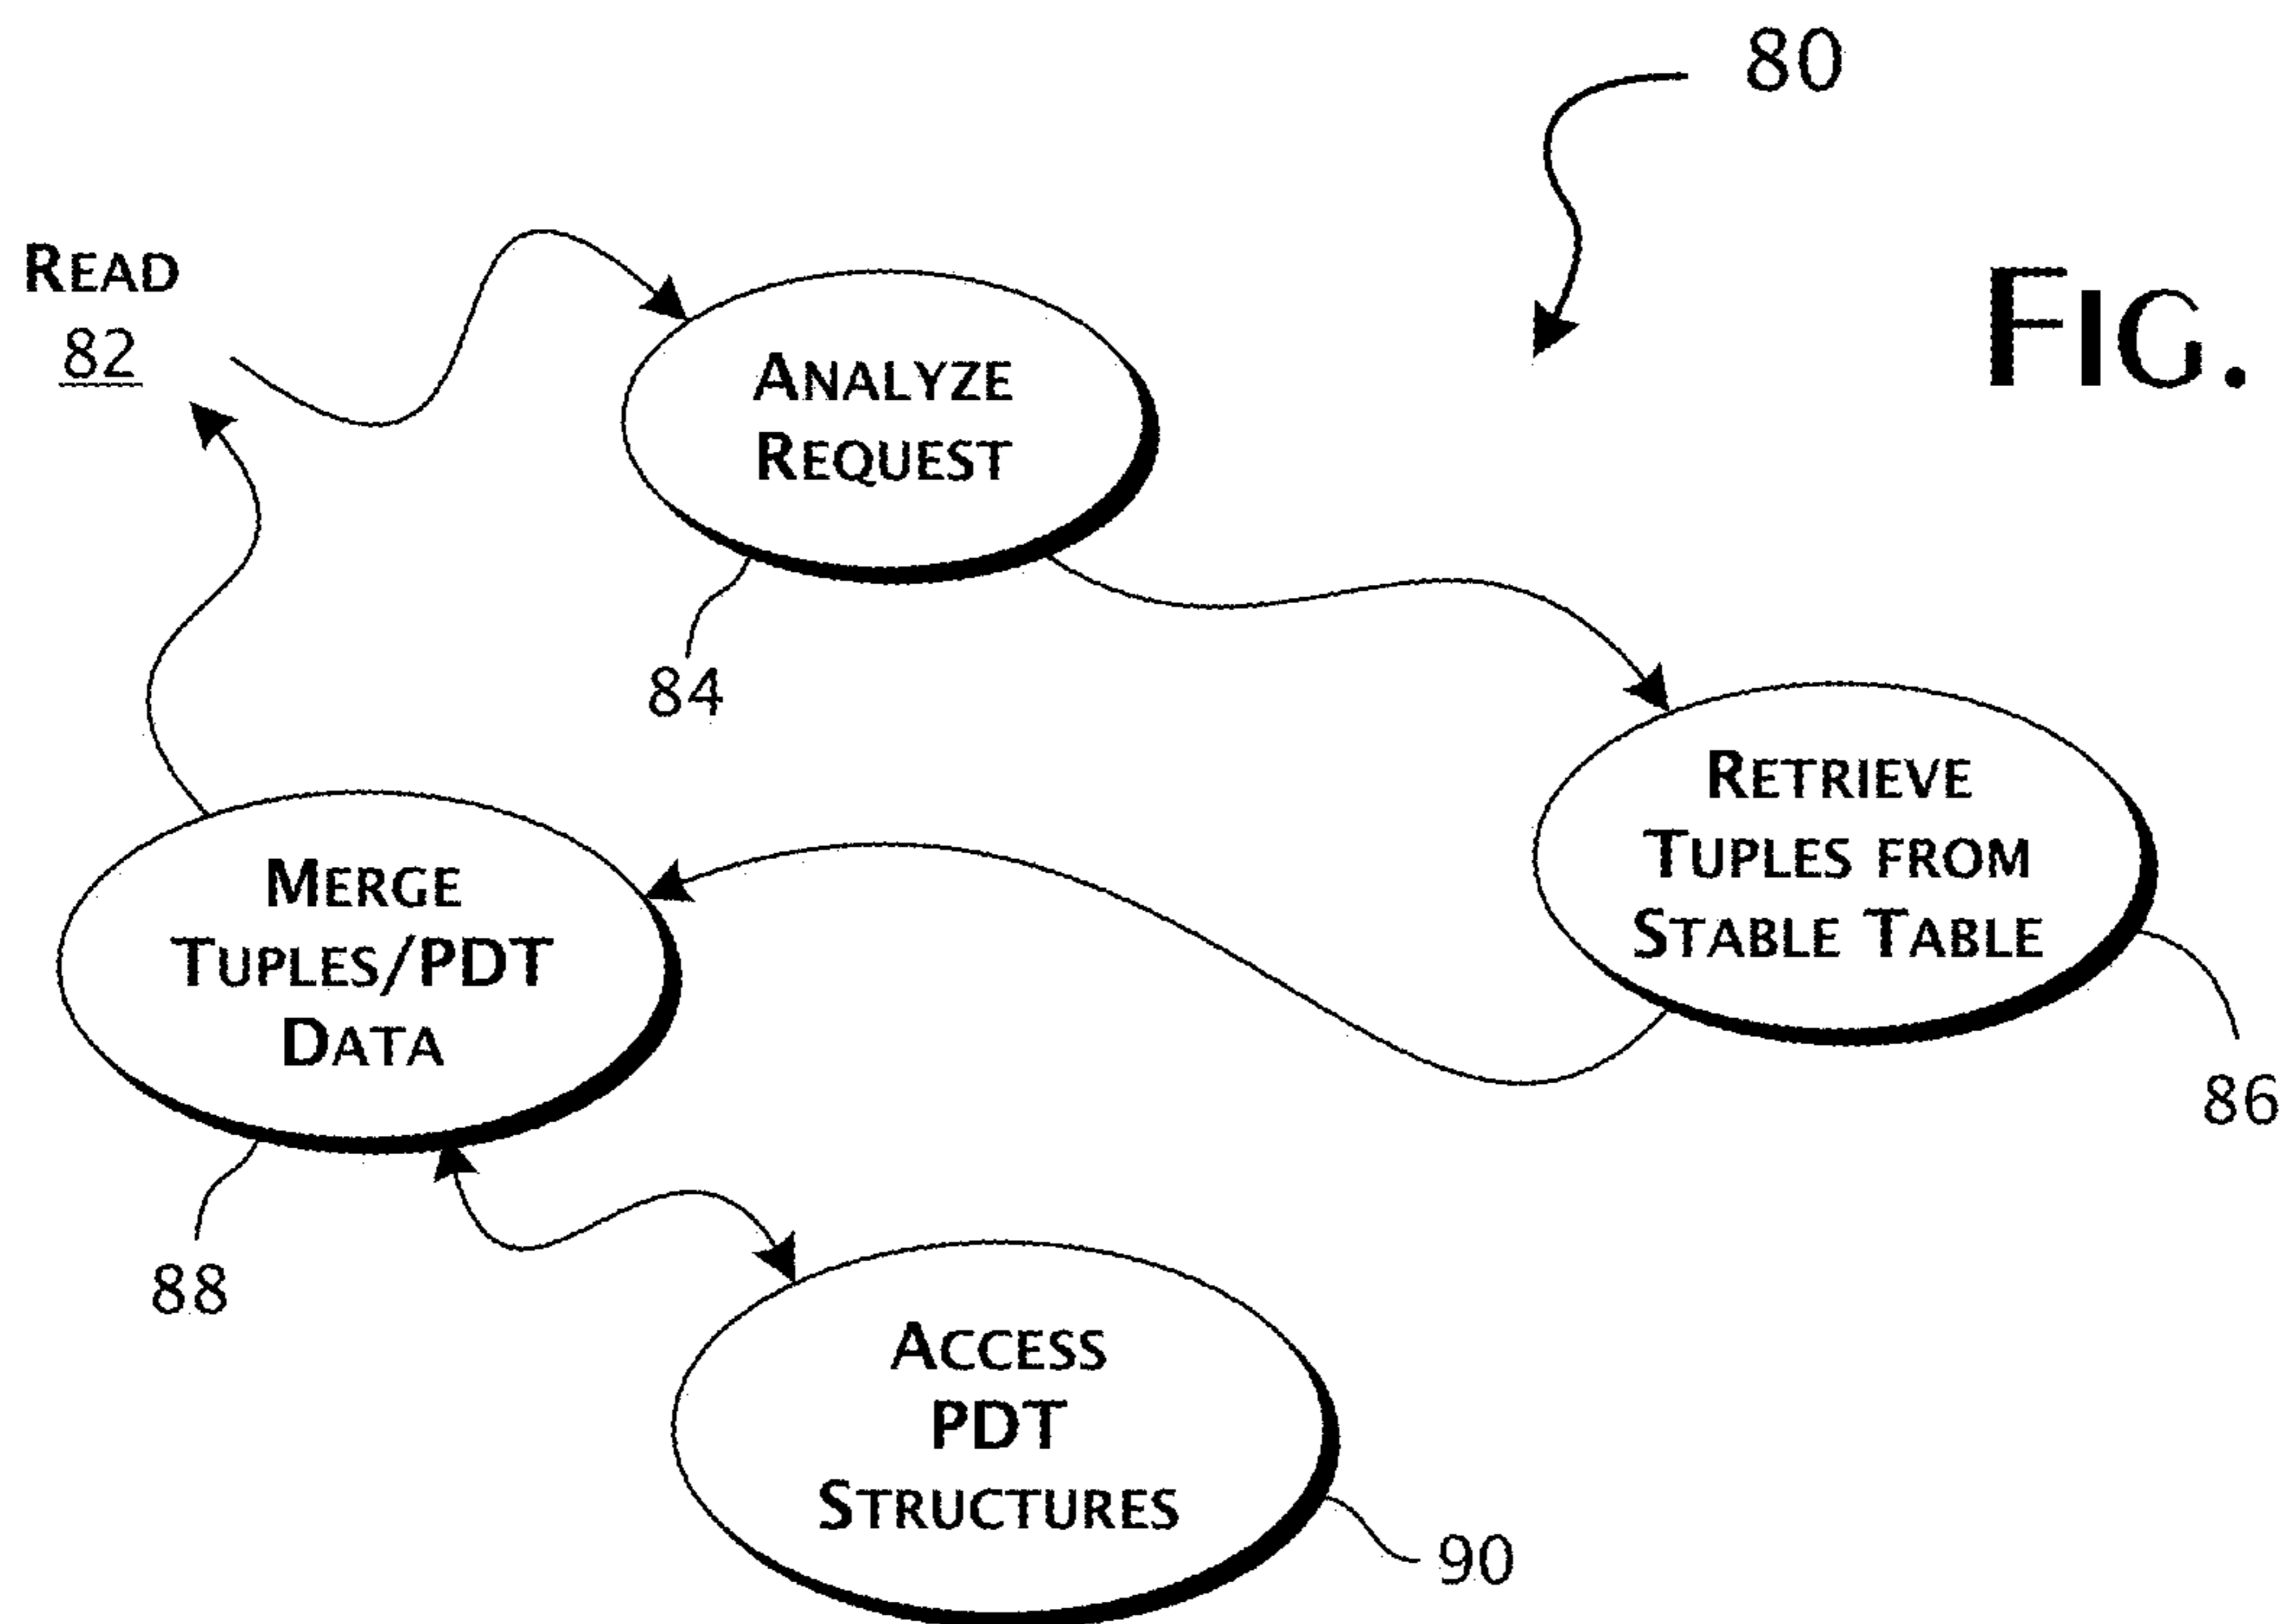 80
READ
82
FIG.
ANALYZE
REQUEST
84
RETRIEVE
TUPLES FROM
STABLE TABLE
86
MERGE
TUPLES/PDT
DATA
88
ACCESS
PDT
STRUCTURES
90